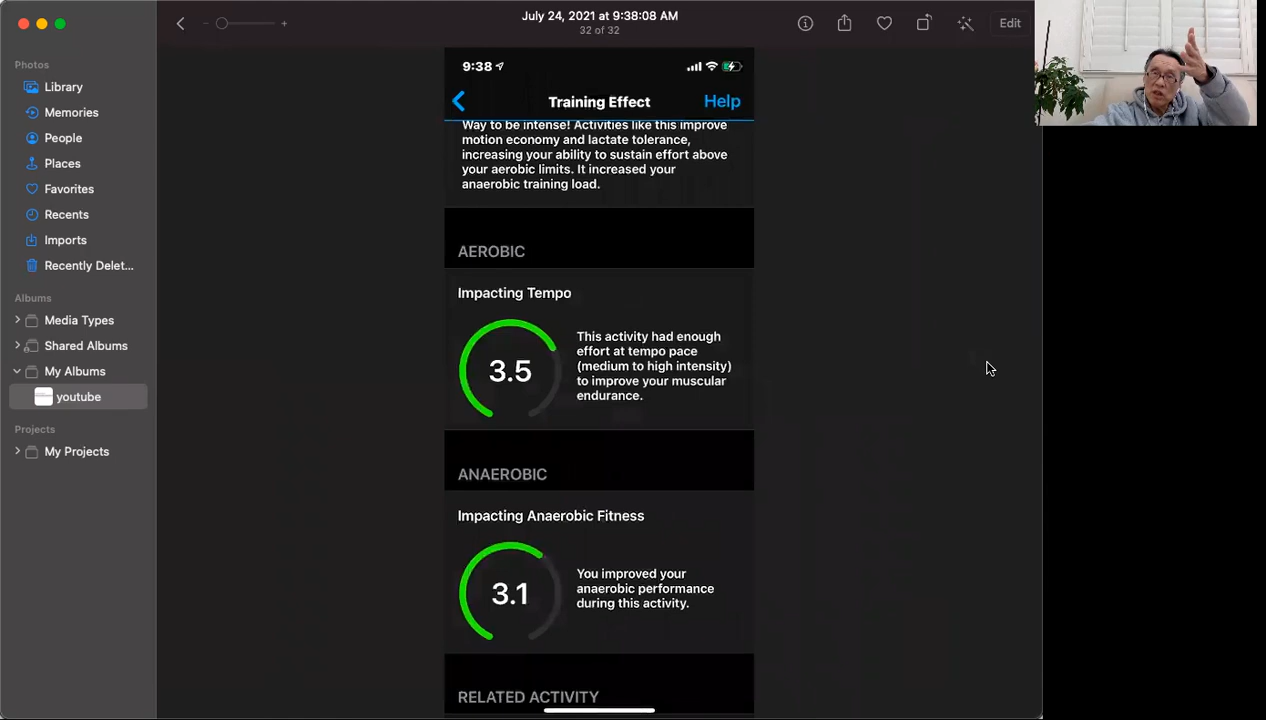 July 24, 2021 at 9:38:08 AM
32 of 32
Edit
Photos
Library
Memories
People
Places
Favorites
Recents
Imports
Recently Delet...
Albums
Media Types
Shared Albums
My Albums
youtube
Projects
My Projects
9:38
Training Effect
Help
Way to be intense! Activities like this improve
motion economy and lactate tolerance,
increasing your ability to sustain effort above
your aerobic limits. It increased your
anaerobic training load.
AEROBIC
Impacting Tempo
3.5
This activity had enough
effort at tempo pace
(medium to high intensity)
to improve your muscular
endurance.
ANAEROBIC
Impacting Anaerobic Fitness
3.1
You improved your
anaerobic performance
during this activity.
RELATED ACTIVITY